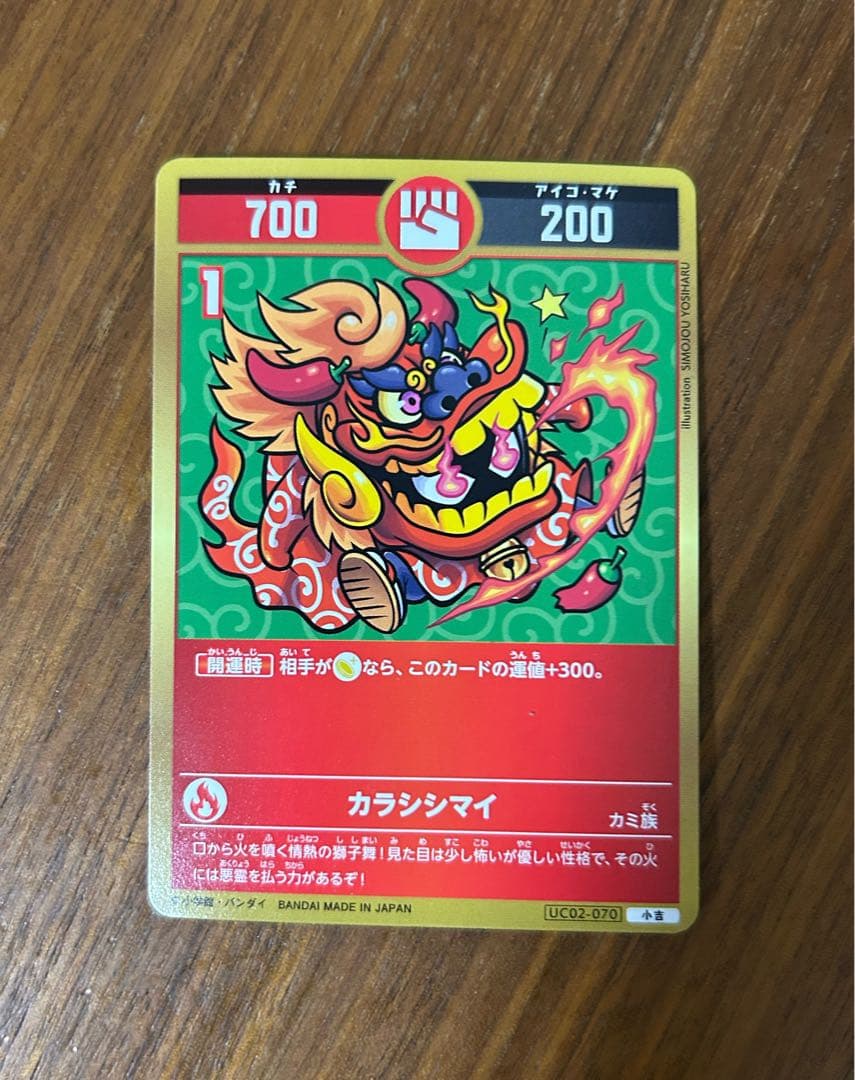 カチ
700
アイコ・マケ
200
1
illustration SIMOJOU YOSIHARU
かいうんじ あいて うんち
開運時 相手がなら、このカードの運値+300。
カラシシマイ
ぞく
カミ族
くち ひ ふ じょうねつ ししまい み め すこ こわ やさ せいかく ひ
口から火を噴く情熱の獅子舞！見た目は少し怖いが優しい性格で、その火
あくりょう はら ちから
には悪霊を払う力があるぞ！
©小学館・バンダイ BANDAI MADE IN JAPAN
UC02-070 小吉